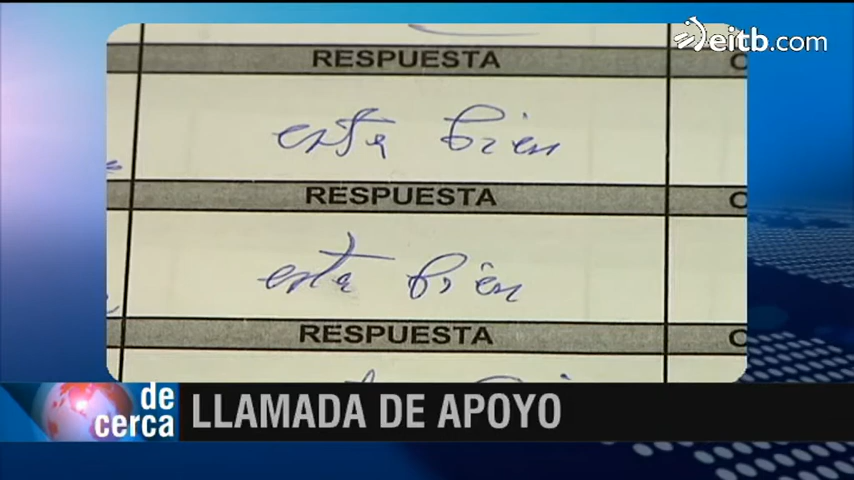 eitb.com
RESPUESTA
esta bien
RESPUESTA
esta bien
RESPUESTA
de cerca
LLAMADA DE APOYO